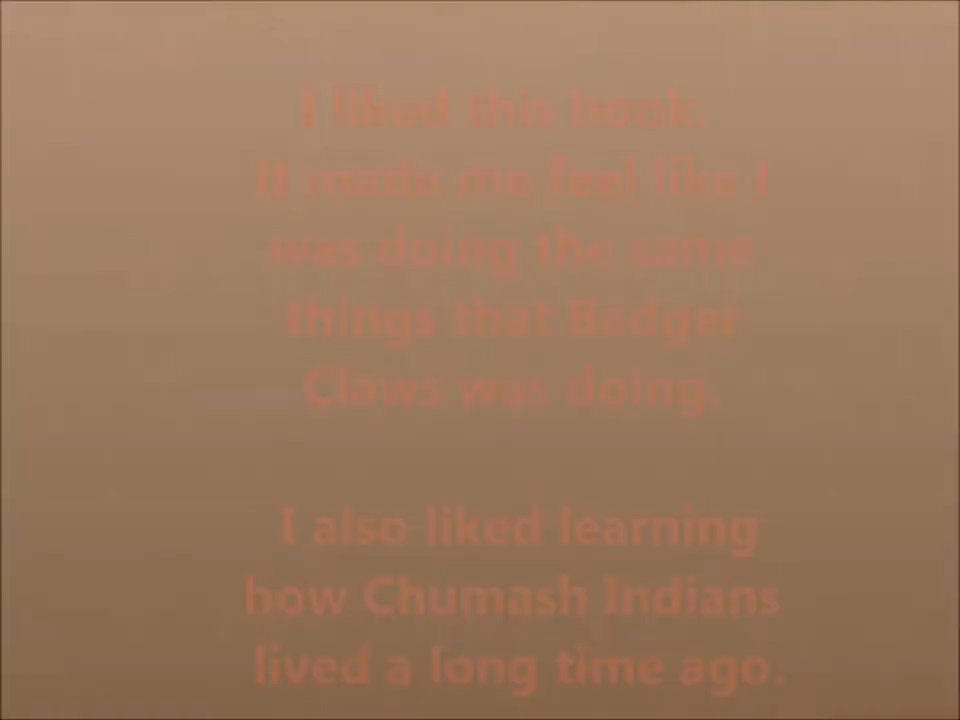 I liked this book.
It made me feel like I
was doing the same
things that Badger
Claws was doing.
I also liked learning
how Chumash Indians
lived a long time ago.